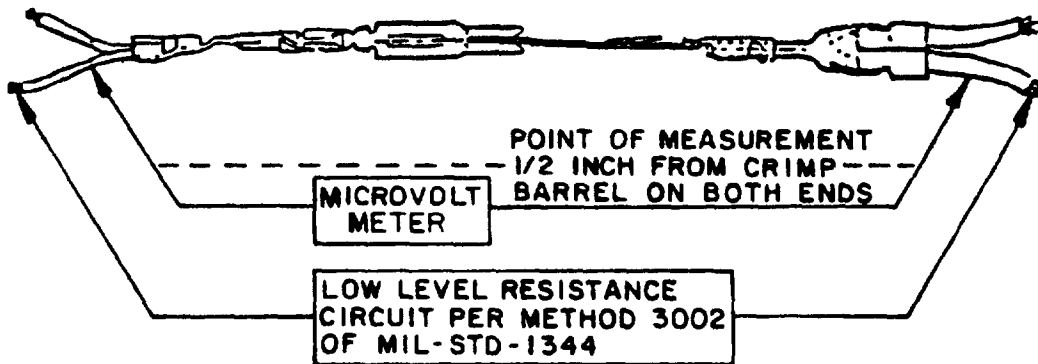 POINT OF MEASUREMENT
1/2 INCH FROM CRIMP
BARREL ON BOTH ENDS
MICROVOLT
METER
LOW LEVEL RESISTANCE
CIRCUIT PER METHOD 3002
OF MIL-STD-1344